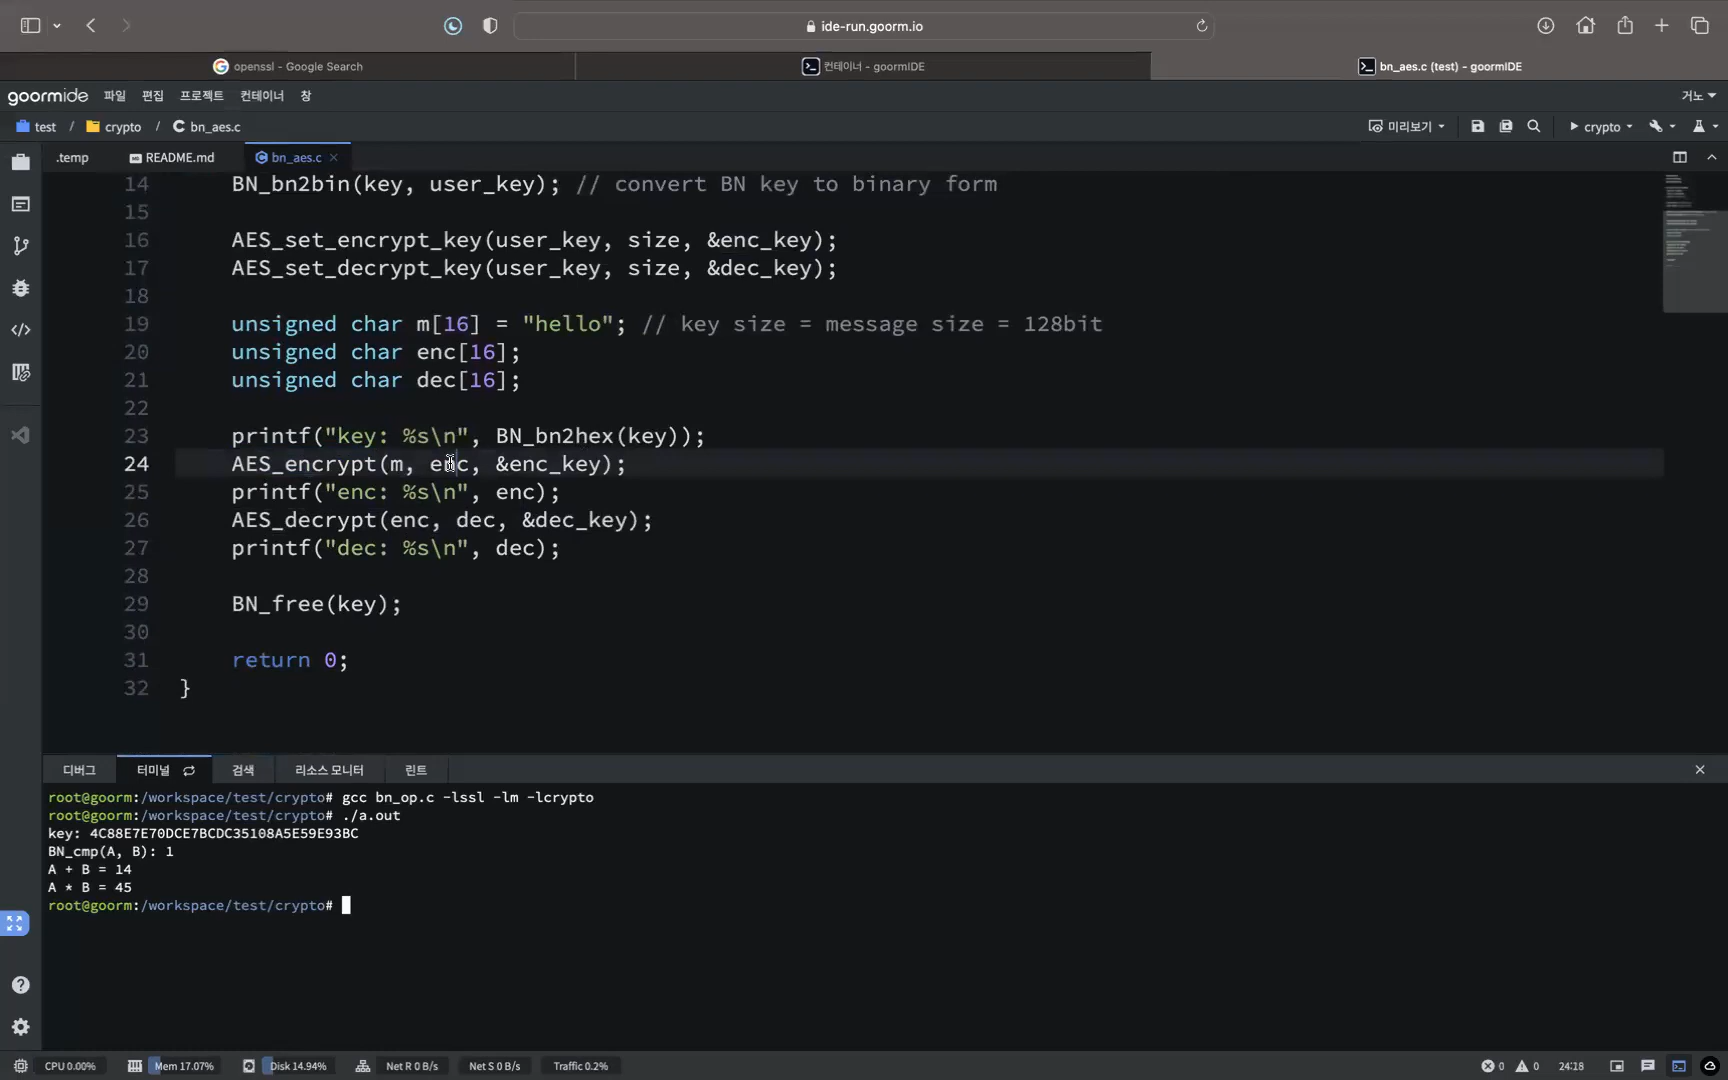 ide-run.goorm.io
openssl - Google Search
컨테이너 - goormIDE
bn_aes.c (test) - goormIDE
goormide 파일 편집 프로젝트 컨테이너 창 거노
test / crypto / bn_aes.c 미리보기 crypto
.temp README.md bn_aes.c
14 BN_bn2bin(key, user_key); // convert BN key to binary form
15
16 AES_set_encrypt_key(user_key, size, &enc_key);
17 AES_set_decrypt_key(user_key, size, &dec_key);
18
19 unsigned char m[16] = "hello"; // key size = message size = 128bit
20 unsigned char enc[16];
21 unsigned char dec[16];
22
23 printf("key: %s\n", BN_bn2hex(key));
24 AES_encrypt(m, enc, &enc_key);
25 printf("enc: %s\n", enc);
26 AES_decrypt(enc, dec, &dec_key);
27 printf("dec: %s\n", dec);
28
29 BN_free(key);
30
31 return 0;
32 }
디버그 터미널 검색 리소스 모니터 린트
root@goorm:/workspace/test/crypto# gcc bn_op.c -lssl -lm -lcrypto
root@goorm:/workspace/test/crypto# ./a.out
key: 4C88E7E70DCE7BCDC35108A5E59E93BC
BN_cmp(A, B): 1
A + B = 14
A * B = 45
root@goorm:/workspace/test/crypto#
CPU 0.00% Mem 17.07% Disk 14.94% Net R 0 B/s Net S 0 B/s Traffic 0.2% 0 0 24:18